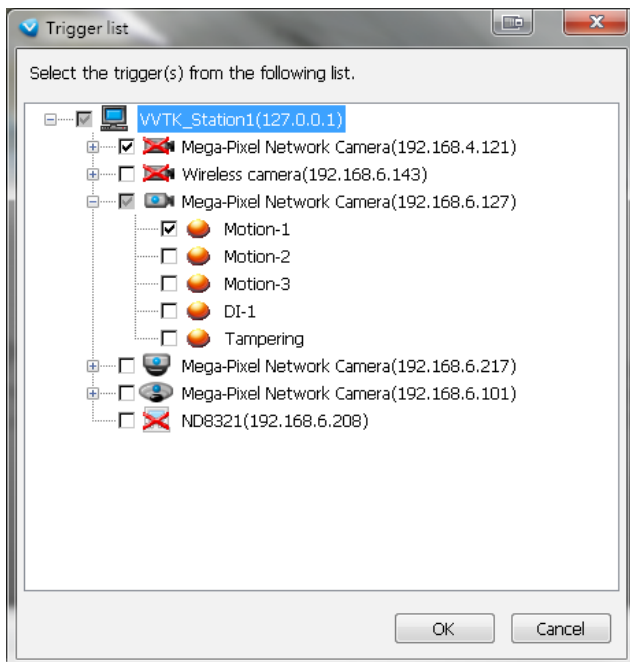 Trigger list
Select the trigger(s) from the following list.
VVTK_Station1(127.0.0.1)
Mega-Pixel Network Camera(192.168.4.121)
Wireless camera(192.168.6.143)
Mega-Pixel Network Camera(192.168.6.127)
Motion-1
Motion-2
Motion-3
DI-1
Tampering
Mega-Pixel Network Camera(192.168.6.217)
Mega-Pixel Network Camera(192.168.6.101)
ND8321(192.168.6.208)
OK Cancel